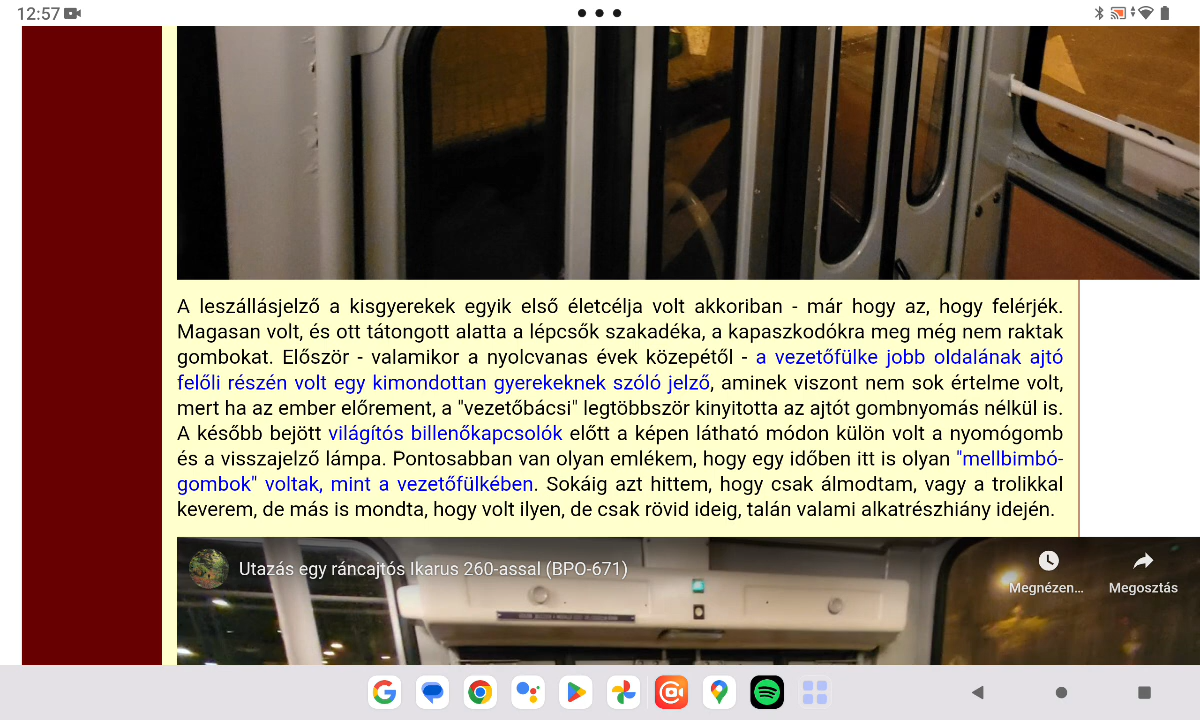 12:57
A leszállásjelző a kisgyerekek egyik első életcélja volt akkoriban - már hogy az, hogy felérjék.
Magasan volt, és ott tátongott alatta a lépcsők szakadéka, a kapaszkodókra meg még nem raktak
gombokat. Először - valamikor a nyolcvanas évek közepétől - a vezetőfülke jobb oldalának ajtó
felőli részén volt egy kimondottan gyerekeknek szóló jelző, aminek viszont nem sok értelme volt,
mert ha az ember előrement, a "vezetőbácsi" legtöbbször kinyitotta az ajtót gombnyomás nélkül is.
A később bejött világítós billenőkapcsolók előtt a képen látható módon külön volt a nyomógomb
és a visszajelző lámpa. Pontosabban van olyan emlékem, hogy egy időben itt is olyan "mellbimbó-
gombok" voltak, mint a vezetőfülkében. Sokáig azt hittem, hogy csak álmodtam, vagy a trolikkal
keverem, de más is mondta, hogy volt ilyen, de csak rövid ideig, talán valami alkatrészhiány idején.
Utazás egy ráncajtós Ikarus 260-assal (BPO-671)
Megnézen...
Megosztás